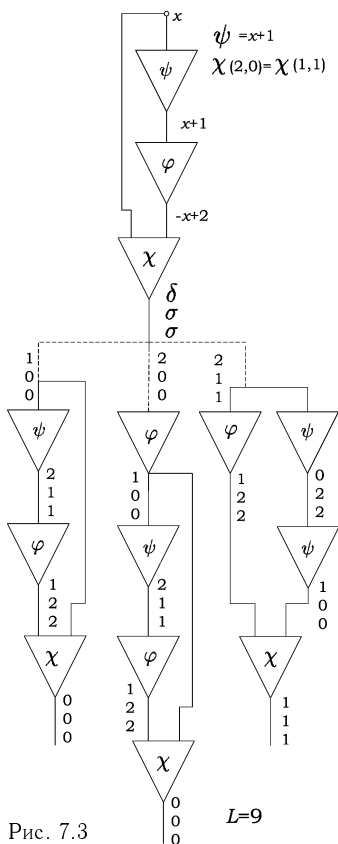 x
ψ =x+1
χ (2,0)= χ (1,1)
ψ
x+1
φ
-x+2
χ
δ
σ
σ
1 2 2
0 0 1
0 0 1
ψ φ φ ψ
2 1 1 0
1 0 2 2
1 0 2 2
φ ψ ψ
1 2 1
2 1 0
2 1 0
χ φ χ
0 1 1
0 2 1
0 2 1
χ
0
0
0
L=9
Рис. 7.3